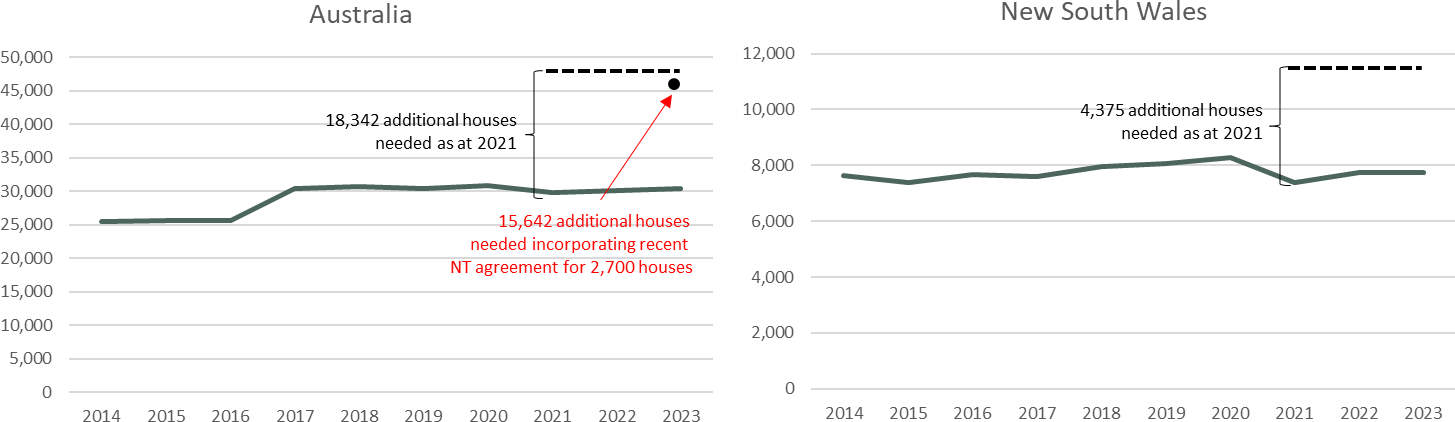 Australia
50,000
45,000
40,000
35,000
30,000
25,000
20,000
15,000
10,000
5,000
0
18,342 additional houses
needed as at 2021
15,642 additional houses
needed incorporating recent
NT agreement for 2,700 houses
2014 2015 2016 2017 2018 2019 2020 2021 2022 2023
New South Wales
12,000
10,000
8,000
6,000
4,000
2,000
0
4,375 additional houses
needed as at 2021
2014 2015 2016 2017 2018 2019 2020 2021 2022 2023